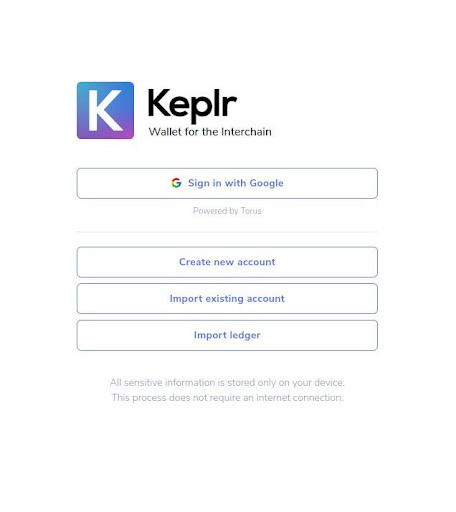 K
Keplr
Wallet for the Interchain
Sign in with Google
Powered by Torus
Create new account
Import existing account
Import ledger
All sensitive information is stored only on your device.
This process does not require an internet connection.